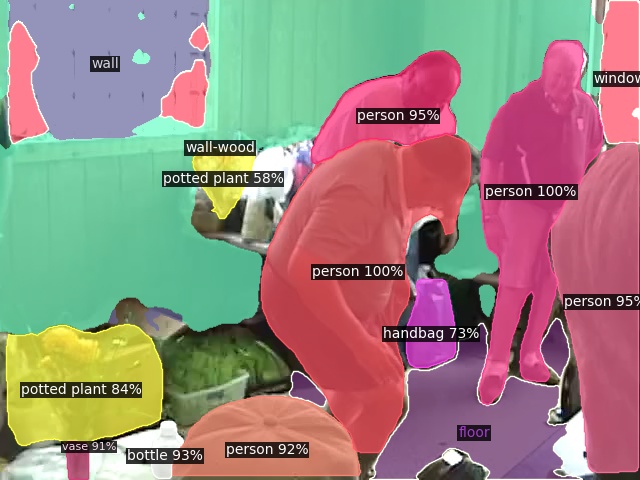 wall
window
person 95%
wall-wood
potted plant 58%
person 100%
person 100%
person 95%
handbag 73%
potted plant 84%
floor
vase 91%
bottle 93%
person 92%